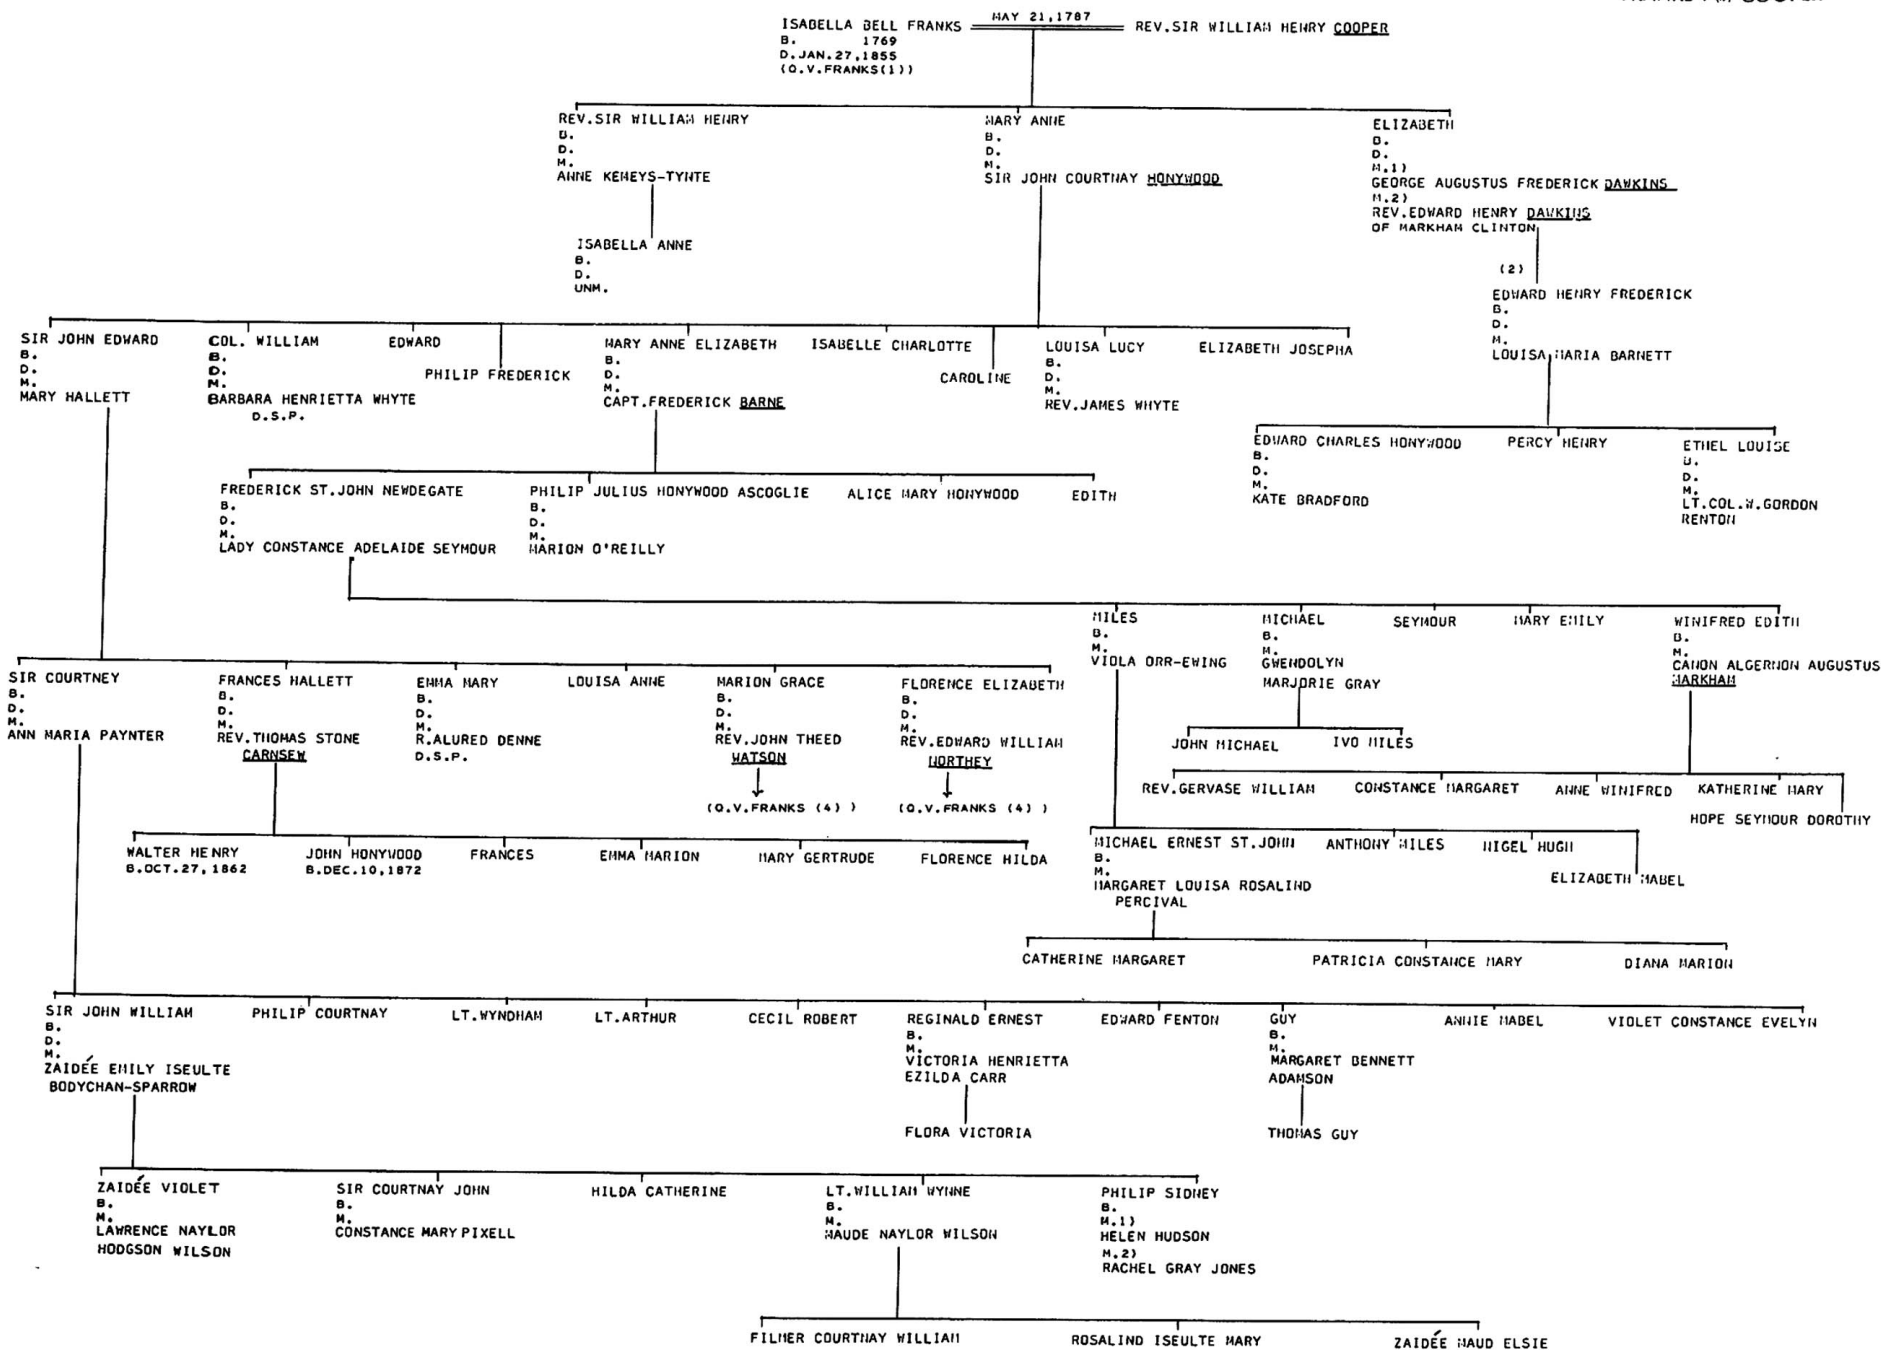 ISABELLA BELL FRANKS
MAY 21,1787
REV.SIR WILLIAM HENRY COOPER
B. 1769
D.JAN.27,1855
(Q.V.FRANKS(1))
REV.SIR WILLIAM HENRY
B.
D.
M.
ANNE KEMEYS-TYNTE
MARY ANNE
B.
D.
M.
SIR JOHN COURTNAY HONYWOOD
ELIZABETH
B.
D.
M.1)
GEORGE AUGUSTUS FREDERICK DAWKINS
M.2)
REV.EDWARD HENRY DAWKINS
OF MARKHAM CLINTON
ISABELLA ANNE
B.
D.
UNM.
(2)
EDWARD HENRY FREDERICK
B.
D.
M.
LOUISA MARIA BARNETT
SIR JOHN EDWARD
B.
D.
M.
MARY HALLETT
COL. WILLIAM
B.
D.
M.
BARBARA HENRIETTA WHYTE
D.S.P.
EDWARD
PHILIP FREDERICK
MARY ANNE ELIZABETH
B.
D.
M.
CAPT.FREDERICK BARNE
ISABELLE CHARLOTTE
CAROLINE
LOUISA LUCY
B.
D.
M.
REV.JAMES WHYTE
ELIZABETH JOSEPHA
EDWARD CHARLES HONYWOOD
B.
D.
M.
KATE BRADFORD
PERCY HENRY
ETHEL LOUISE
B.
D.
M.
LT.COL.W.GORDON
RENTON
FREDERICK ST.JOHN NEWDEGATE
B.
D.
M.
LADY CONSTANCE ADELAIDE SEYMOUR
PHILIP JULIUS HONYWOOD ASCOGLIE
B.
D.
M.
MARION O'REILLY
ALICE MARY HONYWOOD
EDITH
MILES
B.
M.
VIOLA ORR-EWING
MICHAEL
B.
M.
GWENDOLYN
MARJORIE GRAY
SEYMOUR
MARY EMILY
WINIFRED EDITH
B.
M.
CANON ALGERNON AUGUSTUS
MARKHAM
SIR COURTNEY
B.
D.
M.
ANN MARIA PAYNTER
FRANCES HALLETT
B.
D.
M.
REV.THOMAS STONE
CARNSEW
EMMA MARY
B.
D.
M.
R.ALURED DENNE
D.S.P.
LOUISA ANNE
MARION GRACE
B.
D.
M.
REV.JOHN THEED
WATSON
(Q.V.FRANKS (4) )
FLORENCE ELIZABETH
B.
D.
M.
REV.EDWARD WILLIAM
NORTHEY
(Q.V.FRANKS (4) )
JOHN MICHAEL
IVO MILES
REV.GERVASE WILLIAM
CONSTANCE MARGARET
ANNE WINIFRED
KATHERINE MARY
HOPE SEYMOUR DOROTHY
WALTER HENRY
B.OCT.27,1862
JOHN HONYWOOD
B.DEC.10,1872
FRANCES
EMMA MARION
MARY GERTRUDE
FLORENCE HILDA
MICHAEL ERNEST ST.JOHN
B.
M.
MARGARET LOUISA ROSALIND
PERCIVAL
ANTHONY MILES
NIGEL HUGH
ELIZABETH MABEL
CATHERINE MARGARET
PATRICIA CONSTANCE MARY
DIANA MARION
SIR JOHN WILLIAM
B.
D.
M.
ZAIDÉE EMILY ISEULTE
BODYCHAN-SPARROW
PHILIP COURTNAY
LT.WYNDHAM
LT.ARTHUR
CECIL ROBERT
REGINALD ERNEST
B.
M.
VICTORIA HENRIETTA
EZILDA CARR
EDWARD FENTON
GUY
B.
M.
MARGARET BENNETT
ADAMSON
ANNIE MABEL
VIOLET CONSTANCE EVELYN
FLORA VICTORIA
THOMAS GUY
ZAIDÉE VIOLET
B.
M.
LAWRENCE NAYLOR
HODGSON WILSON
SIR COURTNAY JOHN
B.
M.
CONSTANCE MARY PIXELL
HILDA CATHERINE
LT.WILLIAM WYNNE
B.
M.
MAUDE NAYLOR WILSON
PHILIP SIDNEY
B.
M.1)
HELEN HUDSON
M.2)
RACHEL GRAY JONES
FILMER COURTNAY WILLIAM
ROSALIND ISEULTE MARY
ZAIDÉE MAUD ELSIE